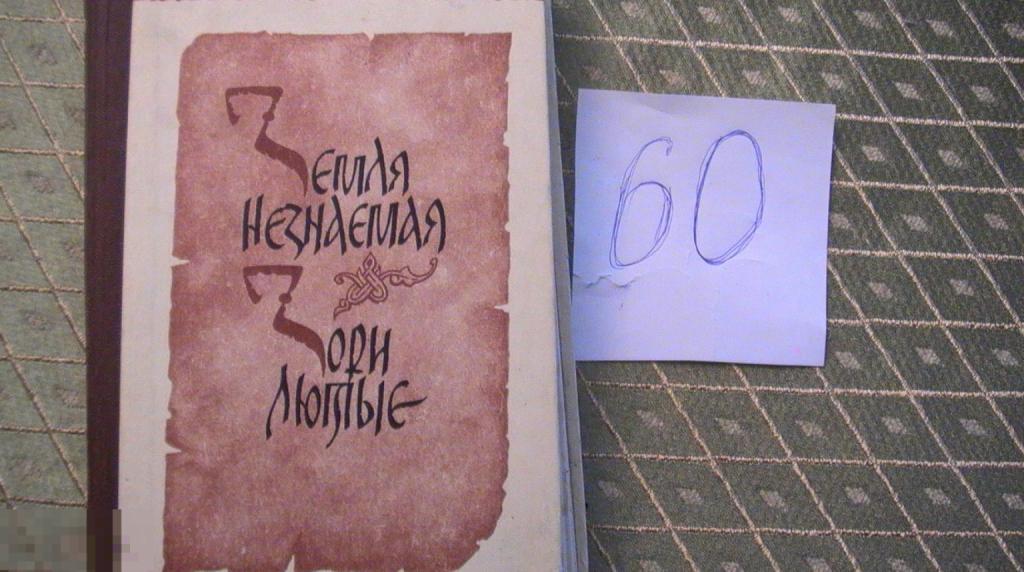 Земля
незнаемая
Зори
лютые
60